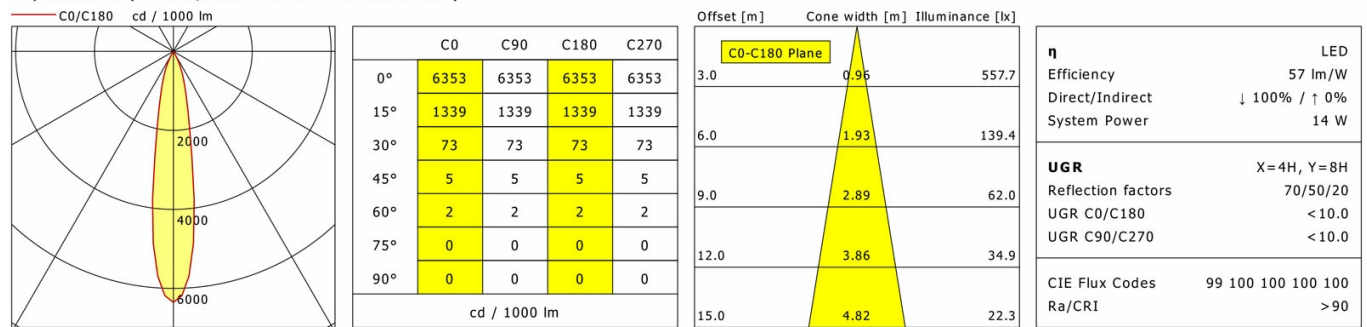 C0/C180 cd / 1000 lm
2000
4000
6000
C0 C90 C180 C270
0° 6353 6353 6353 6353
15° 1339 1339 1339 1339
30° 73 73 73 73
45° 5 5 5 5
60° 2 2 2 2
75° 0 0 0 0
90° 0 0 0 0
cd / 1000 lm
Offset [m] Cone width [m] Illuminance [lx]
C0-C180 Plane
3.0 0.96 557.7
6.0 1.93 139.4
9.0 2.89 62.0
12.0 3.86 34.9
15.0 4.82 22.3
η LED
Efficiency 57 lm/W
Direct/Indirect ↓ 100% / ↑ 0%
System Power 14 W
UGR X=4H, Y=8H
Reflection factors 70/50/20
UGR C0/C180 <10.0
UGR C90/C270 <10.0
CIE Flux Codes 99 100 100 100 100
Ra/CRI >90